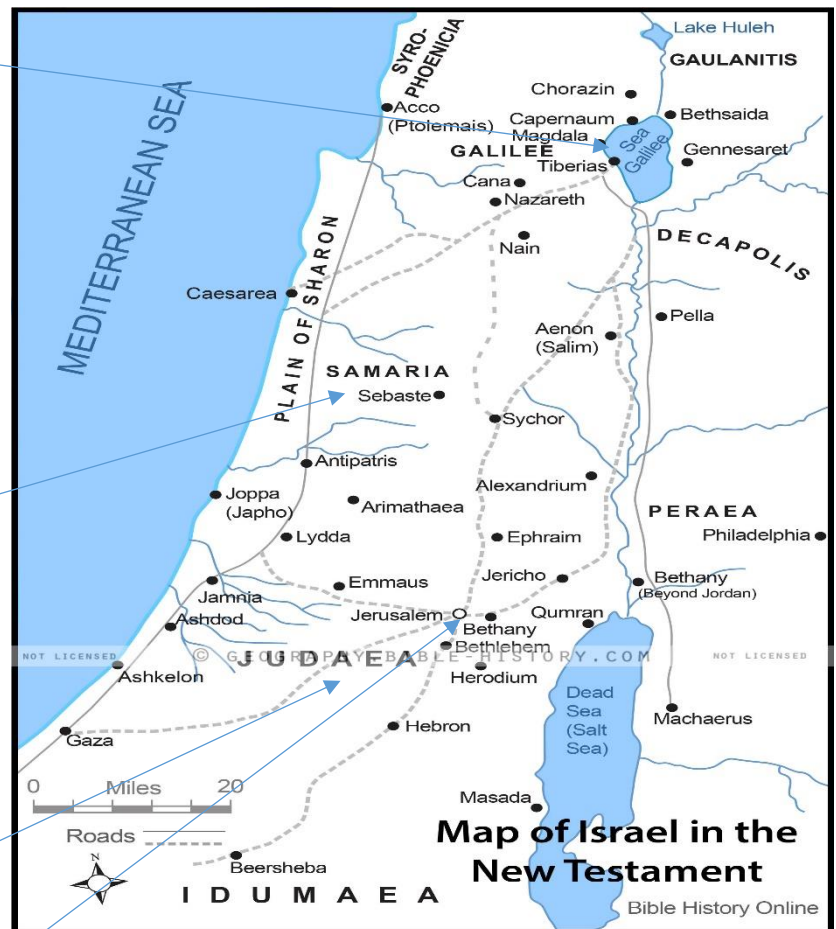 Lake Huleh
SYRO-
PHOENICIA
GAULANITIS
Chorazin
Acco
(Ptolemais)
Capernaum
Bethsaida
Magdala
Sea
Galilee
GALILEE
Gennesaret
Tiberias
MEDITERRANEAN SEA
Cana
Nazareth
Nain
DECAPOLIS
PLAIN OF SHARON
Caesarea
Pella
Aenon
(Salim)
SAMARIA
Sebaste
Sychor
Antipatris
Alexandrium
Joppa
(Japho)
Arimathaea
PERAEA
Lydda
Ephraim
Philadelphia
Jericho
Emmaus
Bethany
(Beyond Jordan)
Jamnia
Jerusalem
Qumran
Ashdod
Bethany
Bethlehem
NOT LICENSED
© GEOGRAPHY BIBLE-HISTORY.COM
NOT LICENSED
JUDAEA
Ashkelon
Herodium
Dead
Sea
(Salt
Sea)
Machaerus
Gaza
Hebron
0 Miles 20
Masada
Roads
Map of Israel in the
New Testament
N
Beersheba
IDUMAEA
Bible History Online